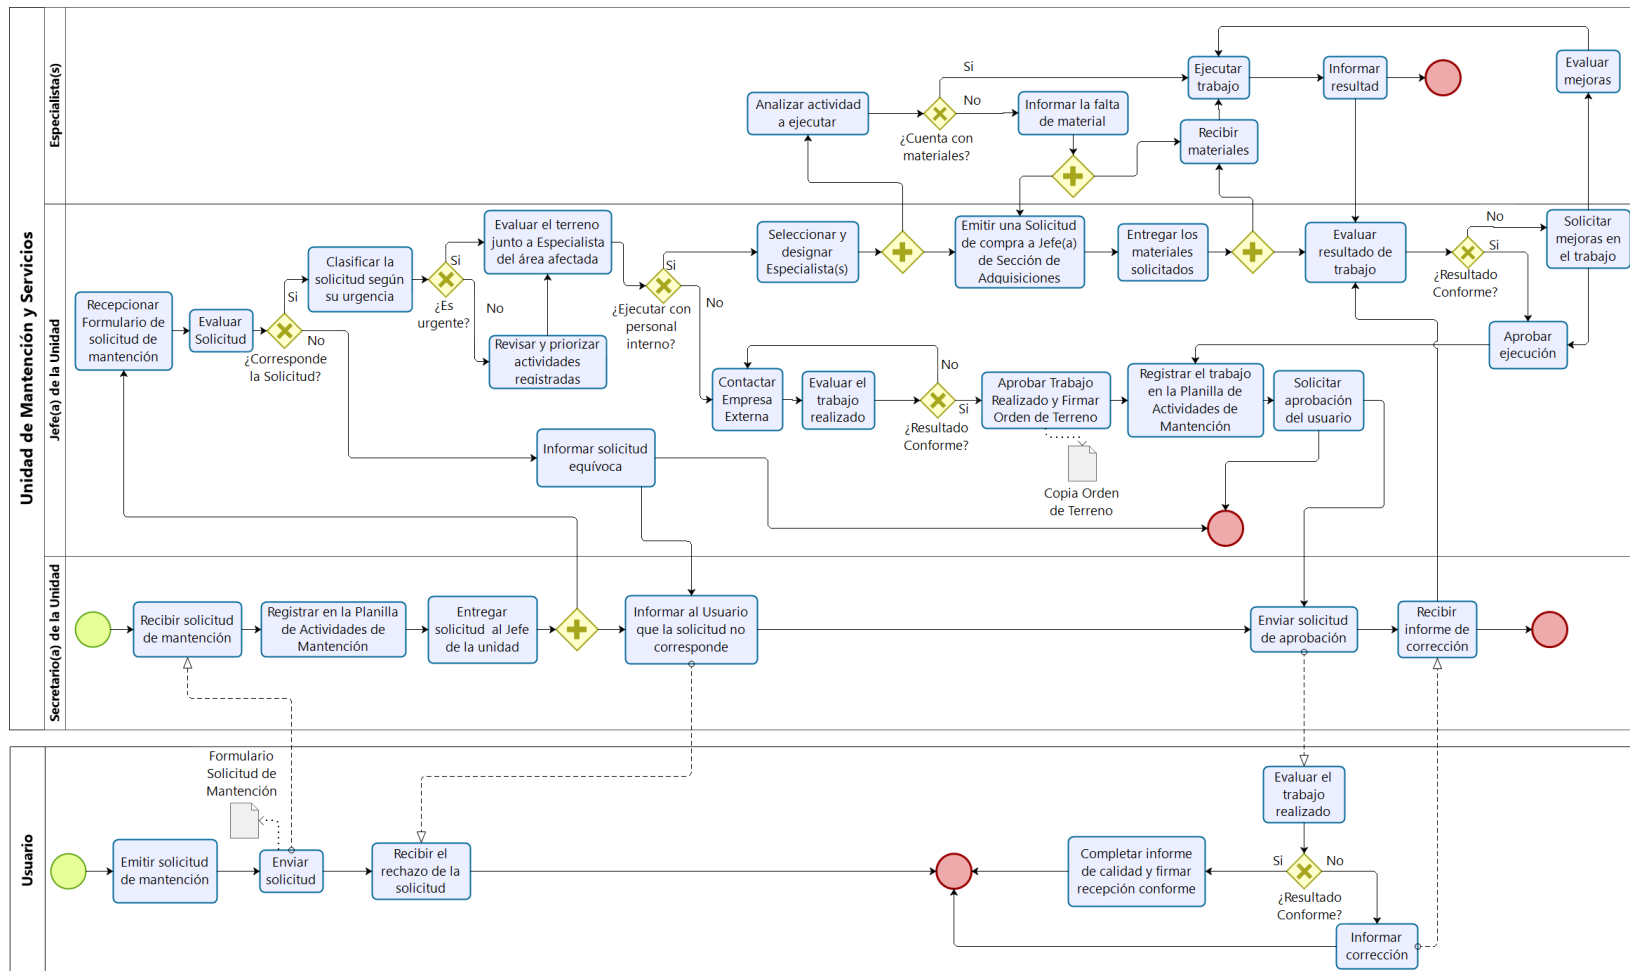 Unidad de Mantención y Servicios
Especialista(s)
Analizar actividad
a ejecutar
¿Cuenta con
materiales?
Si
No
Informar la falta
de material
Ejecutar
trabajo
Recibir
materiales
Informar
resultad
Evaluar
mejoras
Jefe(a) de la Unidad
Recepcionar
Formulario de
solicitud de
mantención
Evaluar
Solicitud
¿Corresponde
la Solicitud?
Si
No
Clasificar la
solicitud según
su urgencia
¿Es
urgente?
Si
No
Evaluar el terreno
junto a Especialista
del área afectada
Revisar y priorizar
actividades
registradas
¿Ejecutar con
personal
interno?
Si
No
Seleccionar y
designar
Especialista(s)
Emitir una Solicitud
de compra a Jefe(a)
de Sección de
Adquisiciones
Entregar los
materiales
solicitados
Evaluar
resultado de
trabajo
¿Resultado
Conforme?
No
Si
Solicitar
mejoras en
el trabajo
Aprobar
ejecución
Contactar
Empresa
Externa
Evaluar el
trabajo
realizado
¿Resultado
Conforme?
No
Si
Aprobar Trabajo
Realizado y Firmar
Orden de Terreno
Copia Orden
de Terreno
Registrar el trabajo
en la Planilla de
Actividades de
Mantención
Solicitar
aprobación
del usuario
Informar solicitud
equívoca
Secretario(a) de la Unidad
Recibir solicitud
de mantención
Registrar en la Planilla
de Actividades de
Mantención
Entregar
solicitud al Jefe
de la unidad
Informar al Usuario
que la solicitud no
corresponde
Enviar solicitud
de aprobación
Recibir
informe de
corrección
Usuario
Formulario
Solicitud de
Mantención
Emitir solicitud
de mantención
Enviar
solicitud
Recibir el
rechazo de la
solicitud
Completar informe
de calidad y firmar
recepción conforme
Evaluar el
trabajo
realizado
Si
No
¿Resultado
Conforme?
Informar
corrección